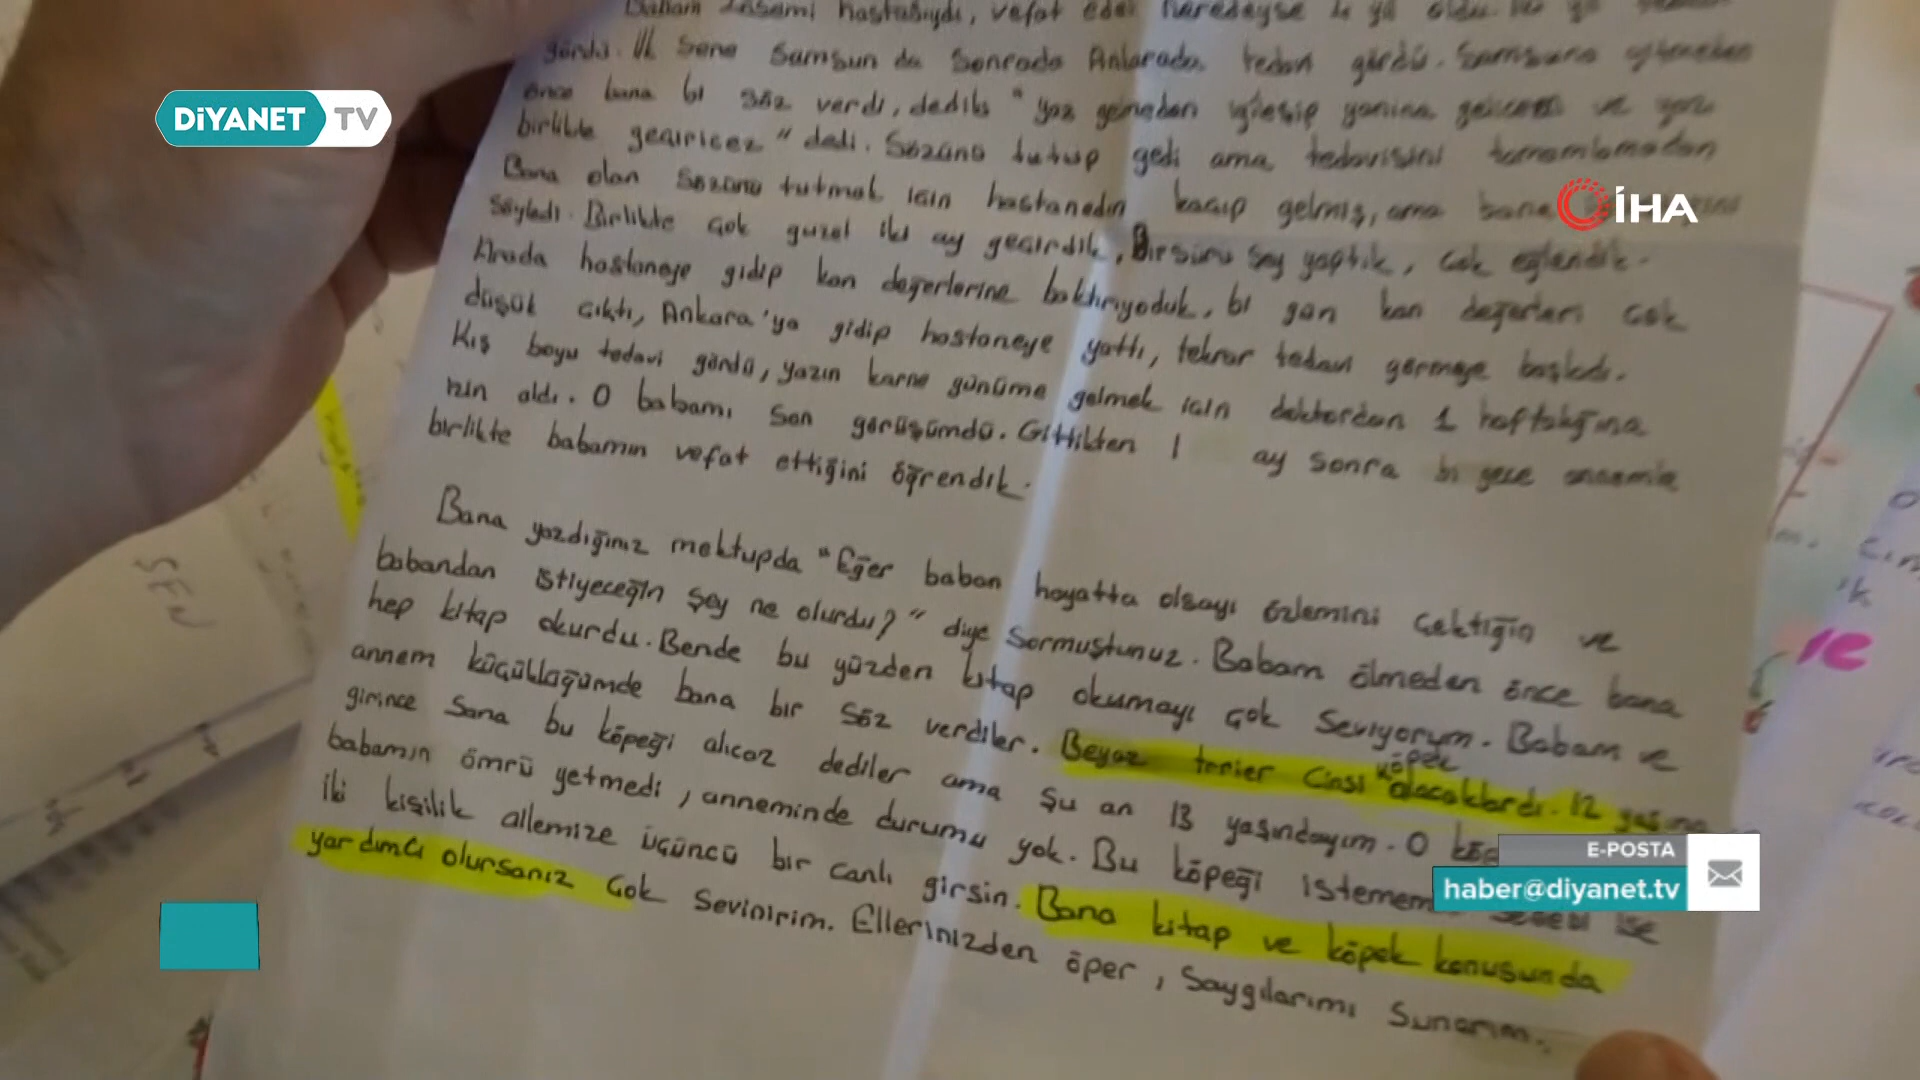 DİYANET TV
İHA
Babam hastasıydı, vefat
gördü. İlk sene Samsun da Sonrada Ankarada tedavi gördü.
önce bana bi söz verdi, dediki "yaz gelmeden iyileşip yanına gelicem ve yazı
birlikte geçiricez" dedi. Sözünü tutup geldi ama tedavisini tamamlamadan
Bana olan sözünü tutmak için hastaneden kaçıp gelmiş, ama bana
söyledi. Birlikte çok güzel iki ay geçirdik, Birsürü şey yaptık, çok eğlendik.
Arada hastaneye gidip kan değerlerine baktırıyoduk, bi gün kan değerleri çok
düşük çıktı, Ankara'ya gidip hastaneye yattı, tekrar tedavi görmeye başladı.
Kış boyu tedavi gördü, yazın karne günüme gelmek için doktordan 1 haftalığına
izin aldı. O babamı son görüşümdü. Gittikten 1 ay sonra bi gece annemle
birlikte babamın vefat ettiğini öğrendik.
Bana yazdığınız mektupda "Eğer baban hayatta olsayı özlemini çektiğin ve
babandan istiyeceğin şey ne olurdu?" diye sormuştunuz. Babam ölmeden önce bana
hep kitap okurdu. Bende bu yüzden kitap okumayı çok seviyorum. Babam ve
annem küçüklüğümde bana bir söz verdiler. Beyaz terrier cinsi köpek alacaklardı. 12 yaşına
girince sana bu köpeği alıcaz dediler ama şu an 13 yaşındayım. O
babamın ömrü yetmedi, anneminde durumu yok. Bu köpeği ise
iki kişilik ailemize üçüncü bir canlı girsin. Bana kitap ve köpek konusunda
yardımcı olursanız çok sevinirim. Ellerinizden öper, saygılarımı sunarım.
SEN
E-POSTA
haber@diyanet.tv